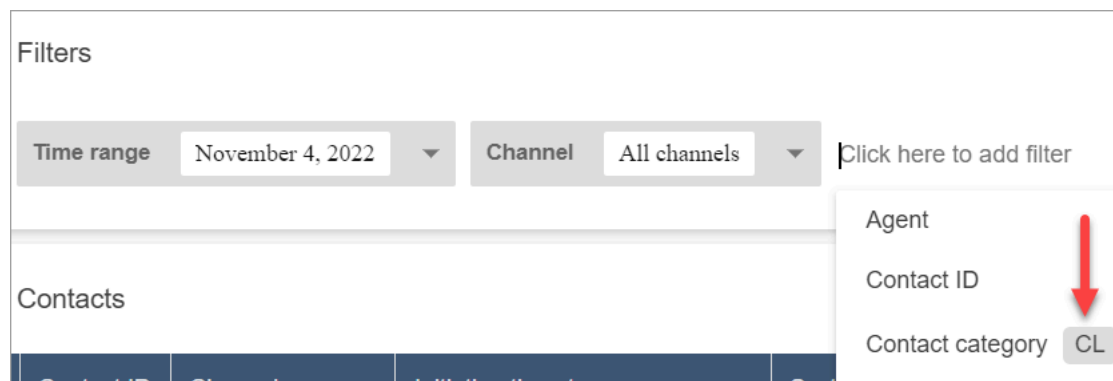 Filters
Time range November 4, 2022 Channel All channels Click here to add filter
Agent
Contact ID
Contacts
Contact category CL